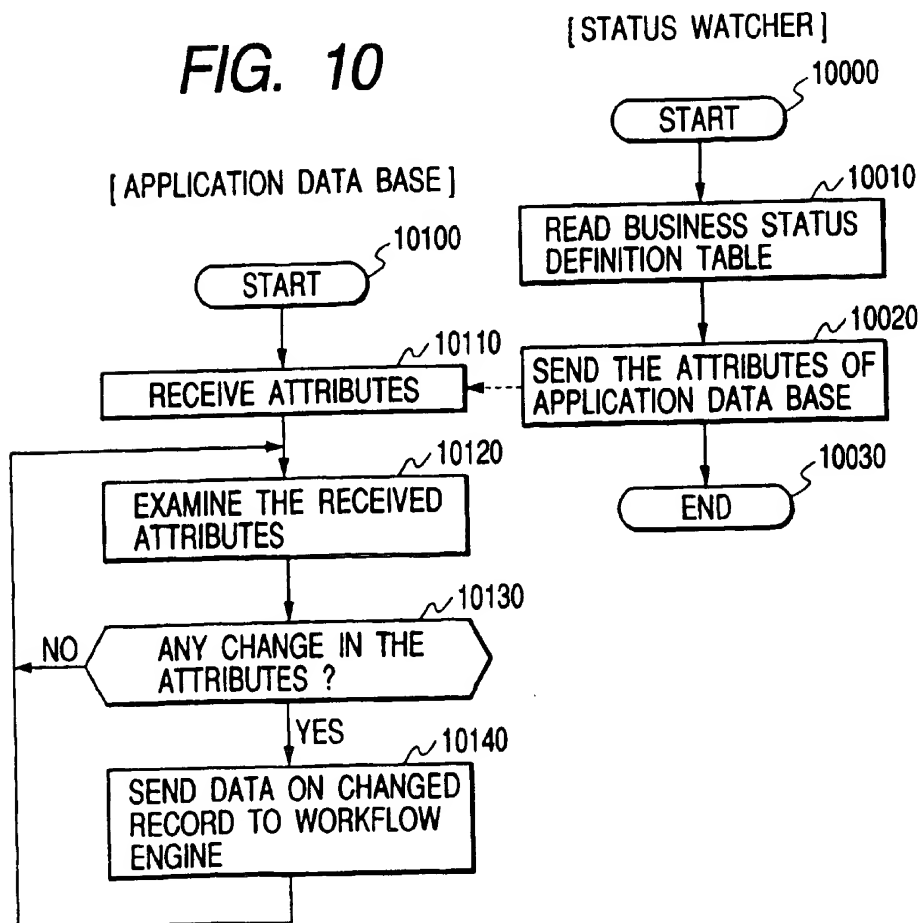 FIG. 10
[STATUS WATCHER]
10000
START
10010
READ BUSINESS STATUS
DEFINITION TABLE
10020
SEND THE ATTRIBUTES OF
APPLICATION DATA BASE
10030
END
[APPLICATION DATA BASE]
10100
START
10110
RECEIVE ATTRIBUTES
10120
EXAMINE THE RECEIVED
ATTRIBUTES
10130
NO
ANY CHANGE IN THE
ATTRIBUTES ?
YES
10140
SEND DATA ON CHANGED
RECORD TO WORKFLOW
ENGINE